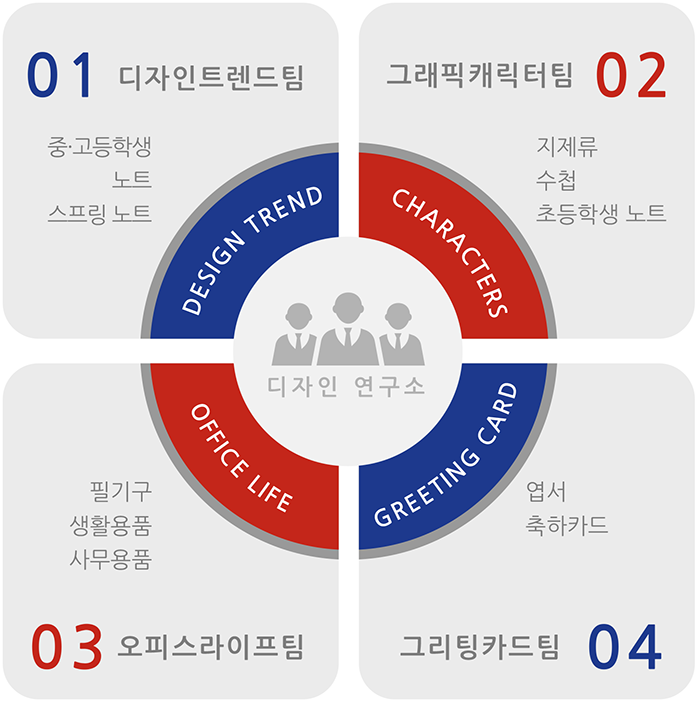 01 디자인트렌드팀
중·고등학생
노트
스프링 노트
DESIGN TREND
그래픽캐릭터팀 02
지제류
수첩
초등학생 노트
CHARACTERS
디자인 연구소
OFFICE LIFE
필기구
생활용품
사무용품
03 오피스라이프팀
GREETING CARD
엽서
축하카드
그리팅카드팀 04